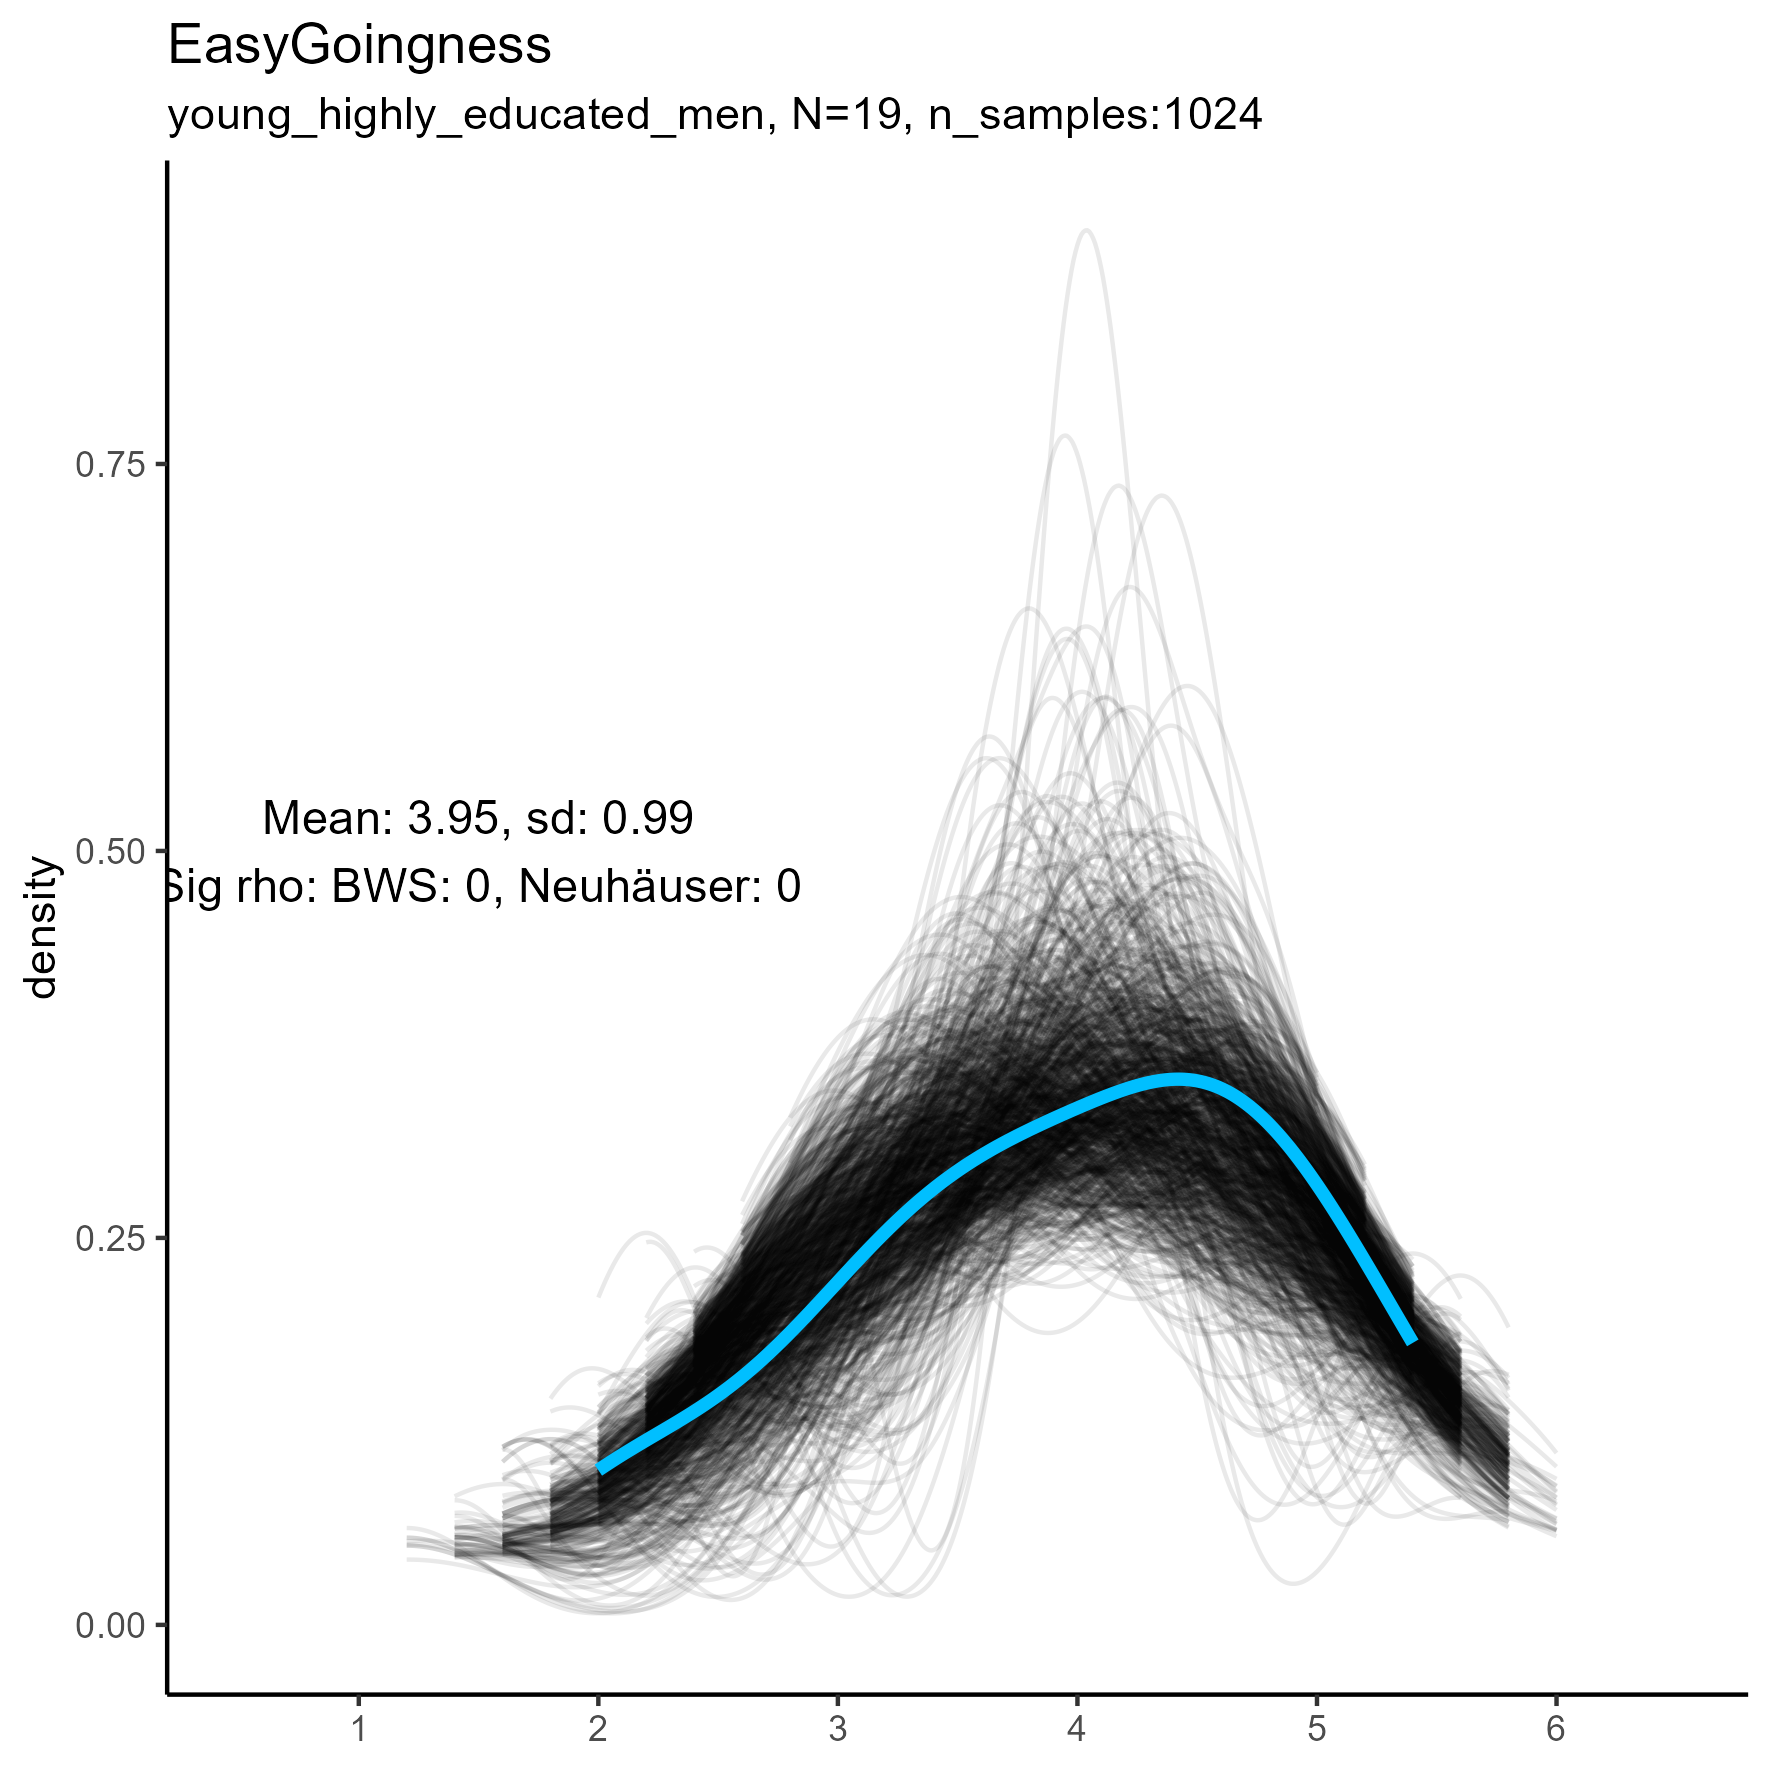 EasyGoingness
young_highly_educated_men, N=19, n_samples:1024
density
0.75
0.50
0.25
0.00
Mean: 3.95, sd: 0.99
Sig rho: BWS: 0, Neuhäuser: 0
1 2 3 4 5 6